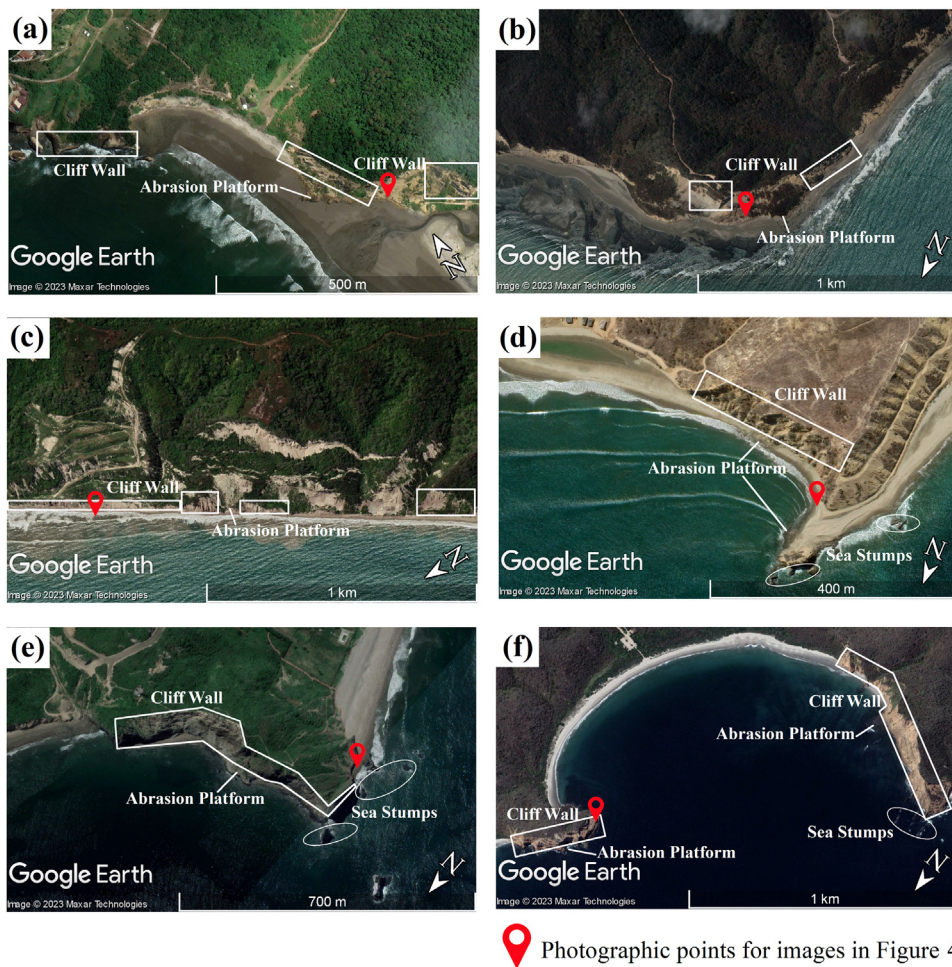 (a)
Cliff Wall
Cliff Wall
Abrasion Platform
N
Google Earth
500 m
Image © 2023 Maxar Technologies
(b)
Cliff Wall
Abrasion Platform
Google Earth
1 km
Image © 2023 Maxar Technologies
N
(c)
Cliff Wall
Abrasion Platform
N
Google Earth
1 km
Image © 2023 Maxar Technologies
(d)
Cliff Wall
Abrasion Platform
Sea Stumps
N
Google Earth
400 m
Image © 2023 Maxar Technologies
(e)
Cliff Wall
Abrasion Platform
Sea Stumps
N
Google Earth
700 m
Image © 2023 Maxar Technologies
(f)
Cliff Wall
Abrasion Platform
Cliff Wall
Sea Stumps
Abrasion Platform
N
Google Earth
1 km
Image © 2023 Maxar Technologies
Photographic points for images in Figure 4